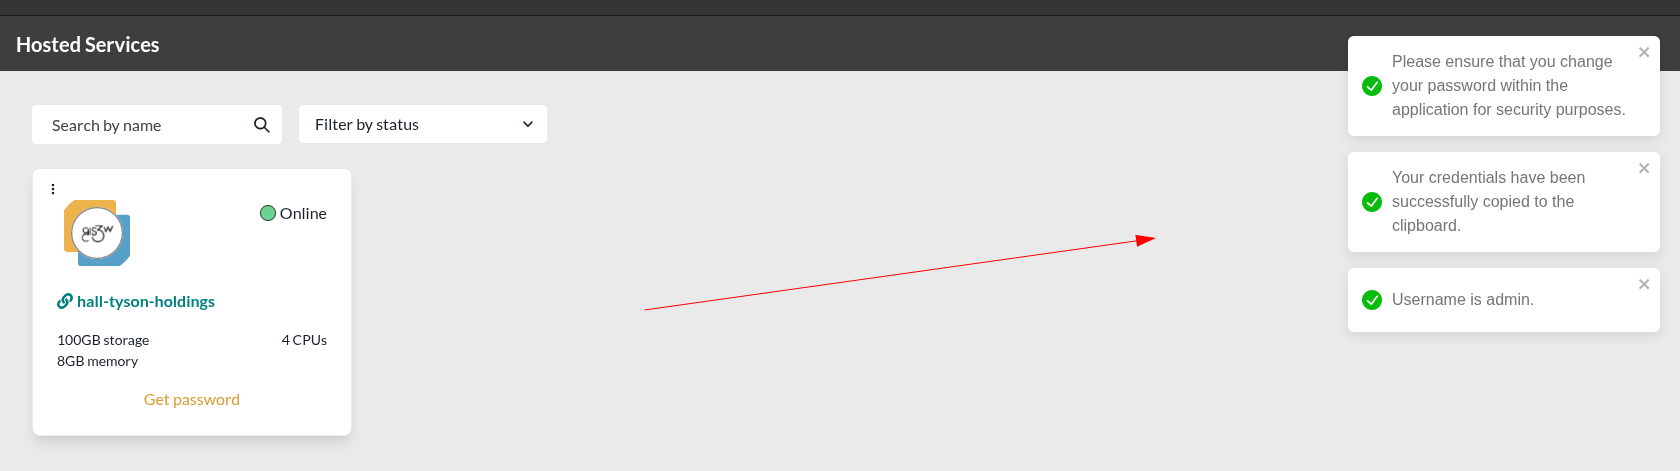 Hosted Services
Search by name
Filter by status
Online
hall-tyson-holdings
100GB storage
4 CPUs
8GB memory
Get password
Please ensure that you change
your password within the
application for security purposes.
Your credentials have been
successfully copied to the
clipboard.
Username is admin.